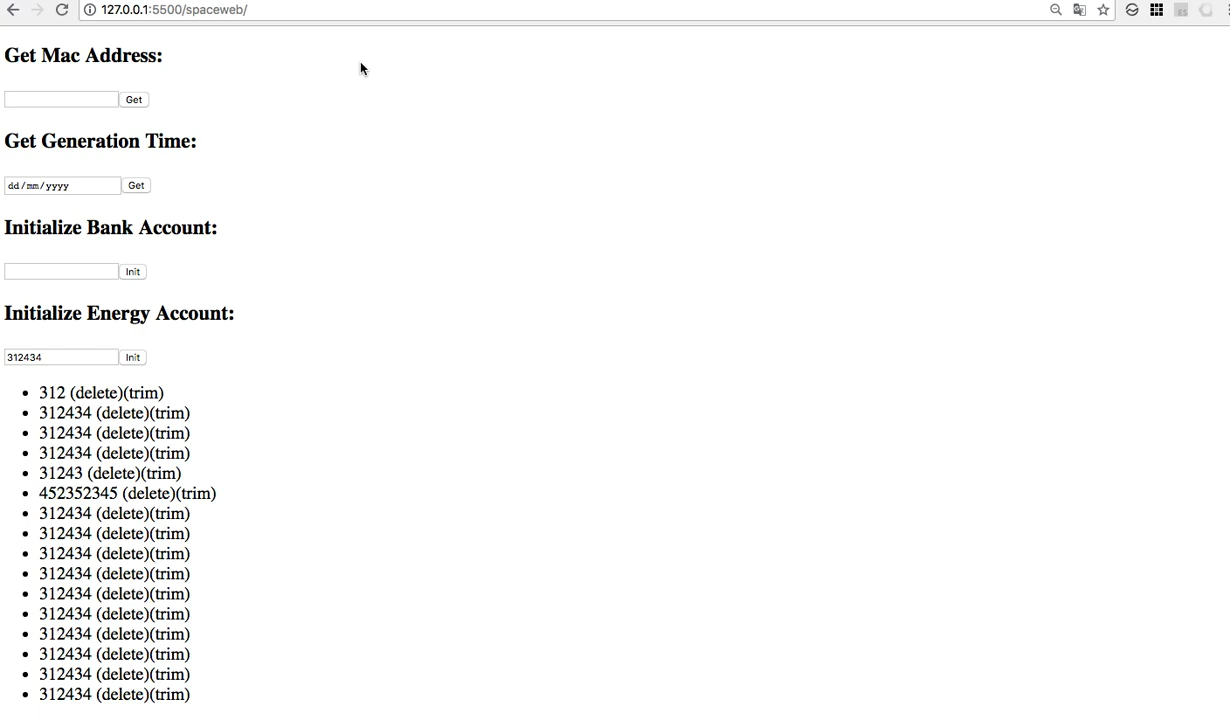 127.0.0.1:5500/spaceweb/
Get Mac Address:
Get
Get Generation Time:
dd/mm/yyyy Get
Initialize Bank Account:
Init
Initialize Energy Account:
312434 Init
• 312 (delete)(trim)
• 312434 (delete)(trim)
• 312434 (delete)(trim)
• 312434 (delete)(trim)
• 31243 (delete)(trim)
• 452352345 (delete)(trim)
• 312434 (delete)(trim)
• 312434 (delete)(trim)
• 312434 (delete)(trim)
• 312434 (delete)(trim)
• 312434 (delete)(trim)
• 312434 (delete)(trim)
• 312434 (delete)(trim)
• 312434 (delete)(trim)
• 312434 (delete)(trim)
• 312434 (delete)(trim)